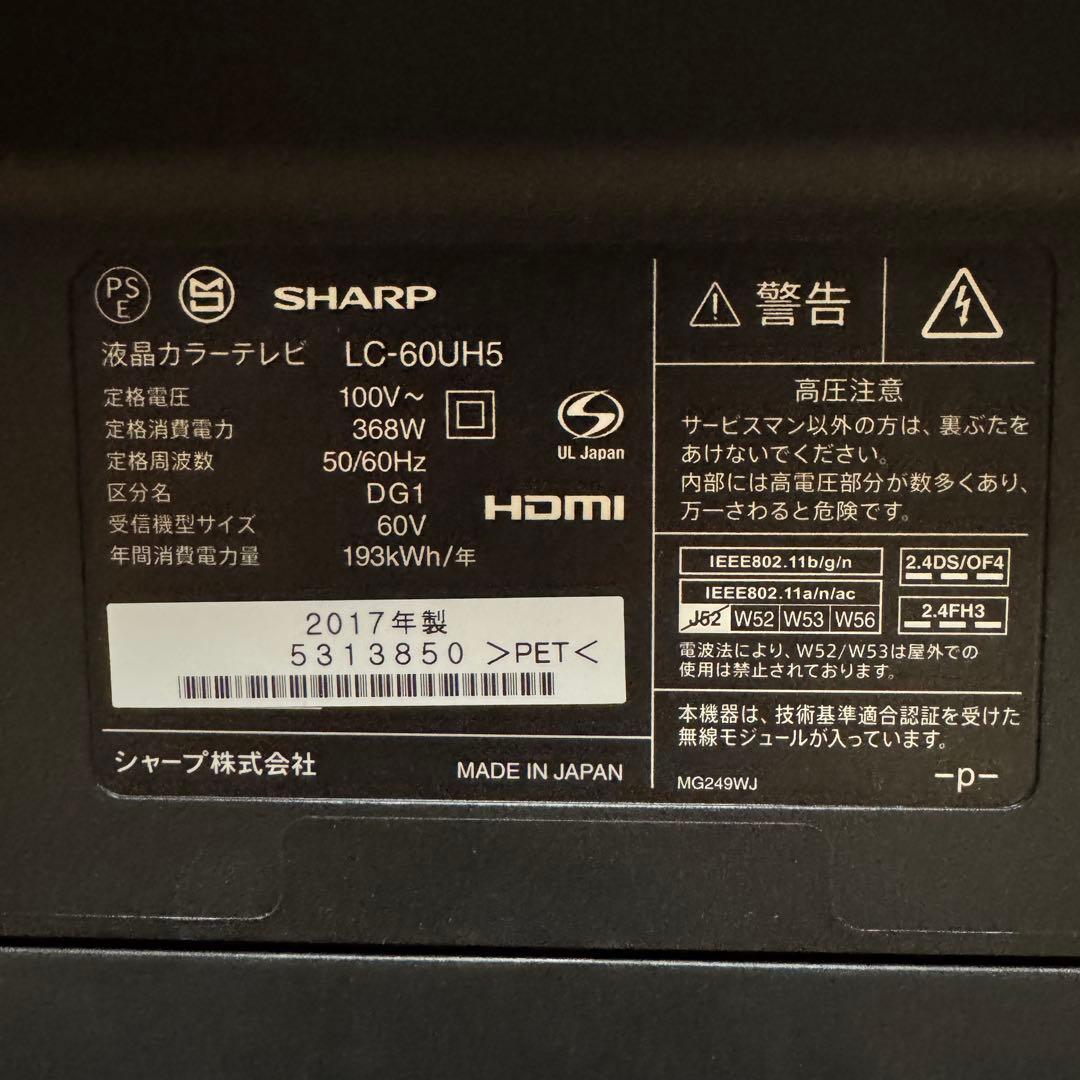 PS
E
SHARP
液晶カラーテレビ LC-60UH5
定格電圧 100V～
定格消費電力 368W
定格周波数 50/60Hz
区分名 DG1
受信機型サイズ 60V
年間消費電力量 193kWh/年
UL Japan
HDMI
2017年製
5313850 >PET<
シャープ株式会社
MADE IN JAPAN
警告
高圧注意
サービスマン以外の方は、裏ぶたを
あけないでください。
内部には高電圧部分が数多くあり、
万一さわると危険です。
IEEE802.11b/g/n
IEEE802.11a/n/ac
J52 W52 W53 W56
2.4DS/OF4
2.4FH3
電波法により、W52/W53は屋外での
使用は禁止されております。
本機器は、技術基準適合認証を受けた
無線モジュールが入っています。
MG249WJ
-p-